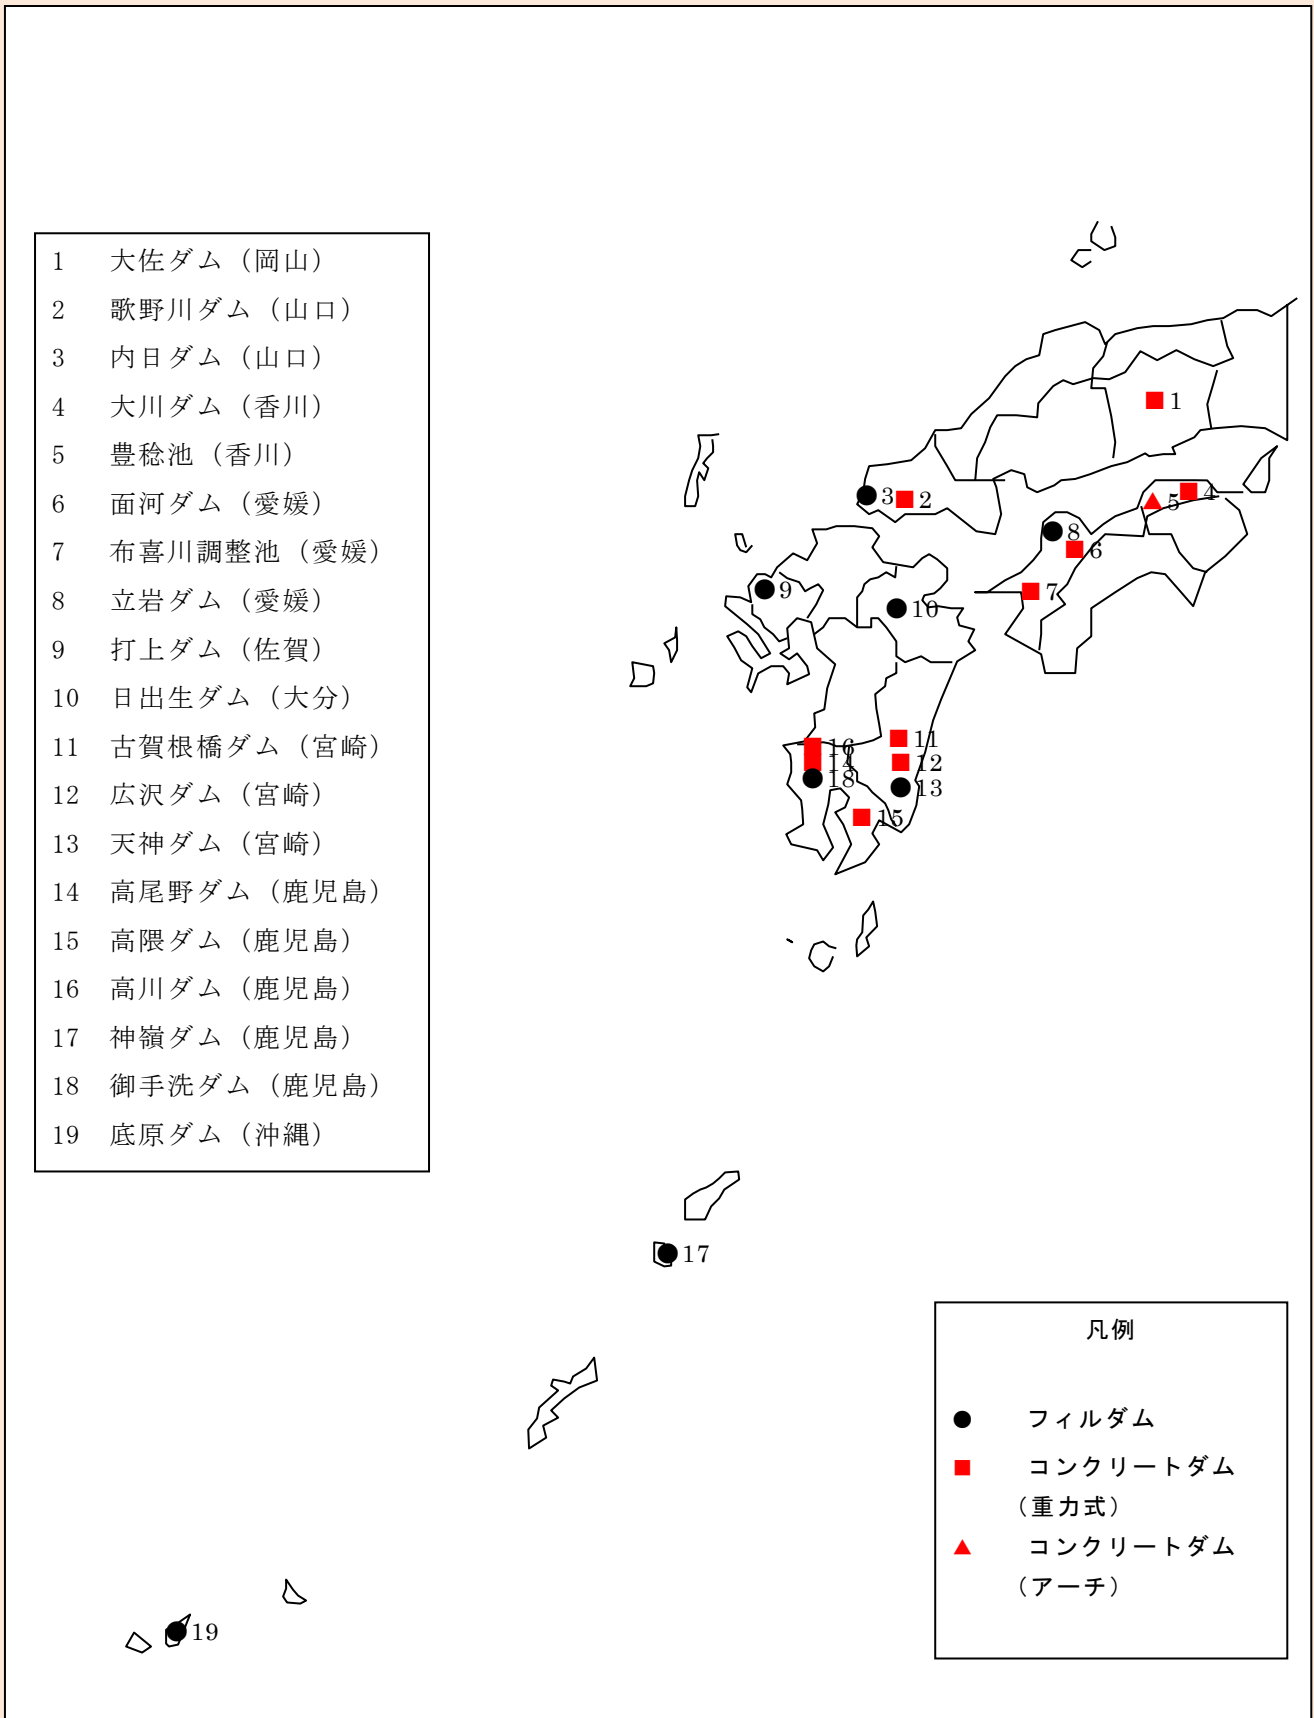 1 大佐ダム（岡山）
2 歌野川ダム（山口）
3 内日ダム（山口）
4 大川ダム（香川）
5 豊稔池（香川）
6 面河ダム（愛媛）
7 布喜川調整池（愛媛）
8 立岩ダム（愛媛）
9 打上ダム（佐賀）
10 日出生ダム（大分）
11 古賀根橋ダム（宮崎）
12 広沢ダム（宮崎）
13 天神ダム（宮崎）
14 高尾野ダム（鹿児島）
15 高隈ダム（鹿児島）
16 高川ダム（鹿児島）
17 神嶺ダム（鹿児島）
18 御手洗ダム（鹿児島）
19 底原ダム（沖縄）
1
3
2
4
5
8
6
9
7
10
11
16
14
12
18
13
15
17
19
凡例
フィルダム
コンクリートダム
（重力式）
コンクリートダム
（アーチ）